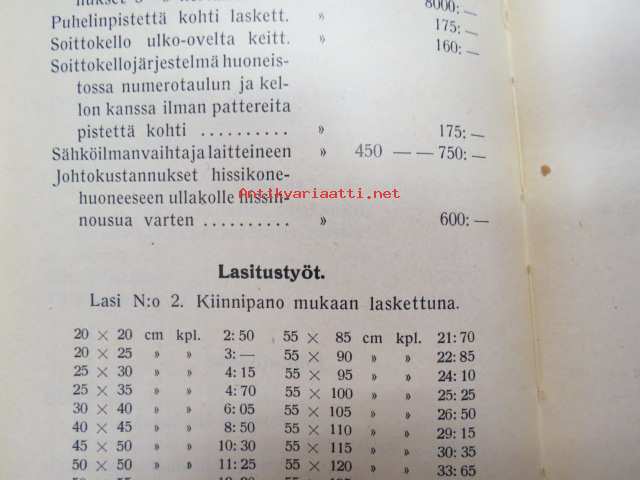 8000: —
Puhelinpistettä kohti laskett. » 175: —
Soittokello ulko-ovelta keitt. » 160: —
Soittokellojärjestelmä huoneis-
tossa numerotaulun ja kel-
lon kanssa ilman pattereita
pistettä kohti .......... » 175: —
Sähköilmanvaihtaja laitteineen » 450 — —750: —
Johtokustannukset hissikone-
huoneeseen ullakolle hissin-
nousua varten .......... » 600: —
Antikvariaatti.net
Lasitustyöt.
Lasi N:o 2. Kiinnipano mukaan laskettuna.
20 × 20 cm kpl. 2: 50 55 × 85 cm kpl. 21: 70
20 × 25 » » 3: — 55 × 90 » » 22: 85
25 × 30 » » 4: 15 55 × 95 » » 24: 10
25 × 35 » » 4: 70 55 × 100 » » 25: 25
30 × 40 » » 6: 05 55 × 105 » » 26: 50
40 × 45 » » 8: 50 55 × 110 » » 29: 15
45 × 50 » » 10: 30 55 × 115 » » 30: 35
50 × 50 » » 11: 25 55 × 120 » » 33: 65